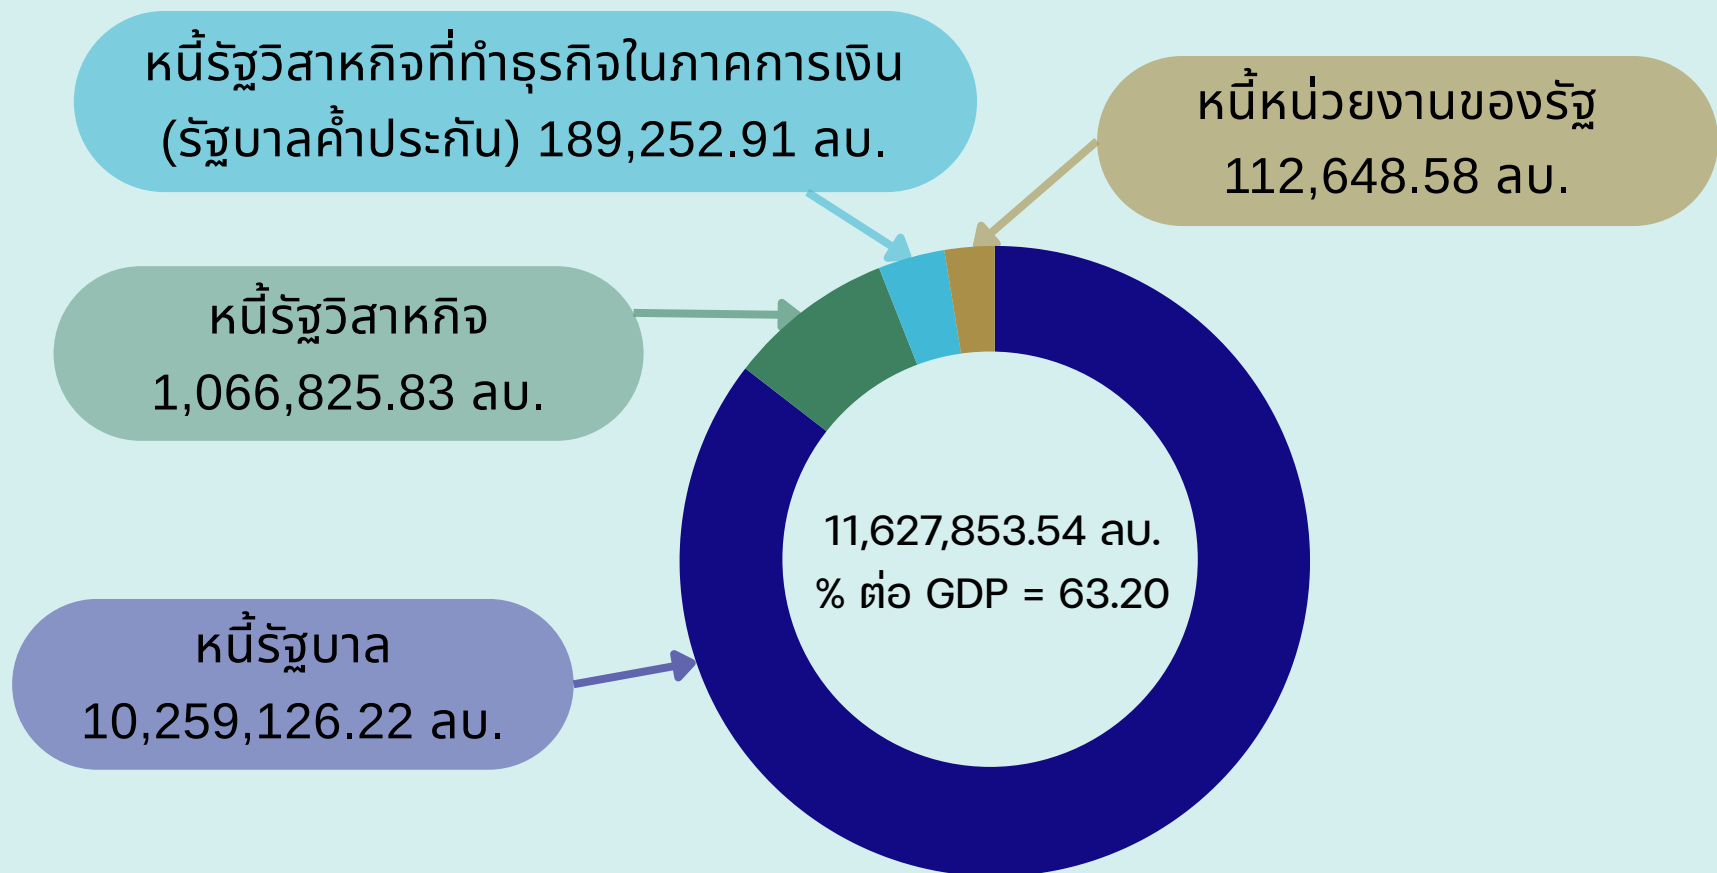 หนี้รัฐวิสาหกิจที่ทำธุรกิจในภาคการเงิน
(รัฐบาลค้ำประกัน) 189,252.91 ลบ.
หนี้หน่วยงานของรัฐ
112,648.58 ลบ.
หนี้รัฐวิสาหกิจ
1,066,825.83 ลบ.
11,627,853.54 ลบ.
% ต่อ GDP = 63.20
หนี้รัฐบาล
10,259,126.22 ลบ.